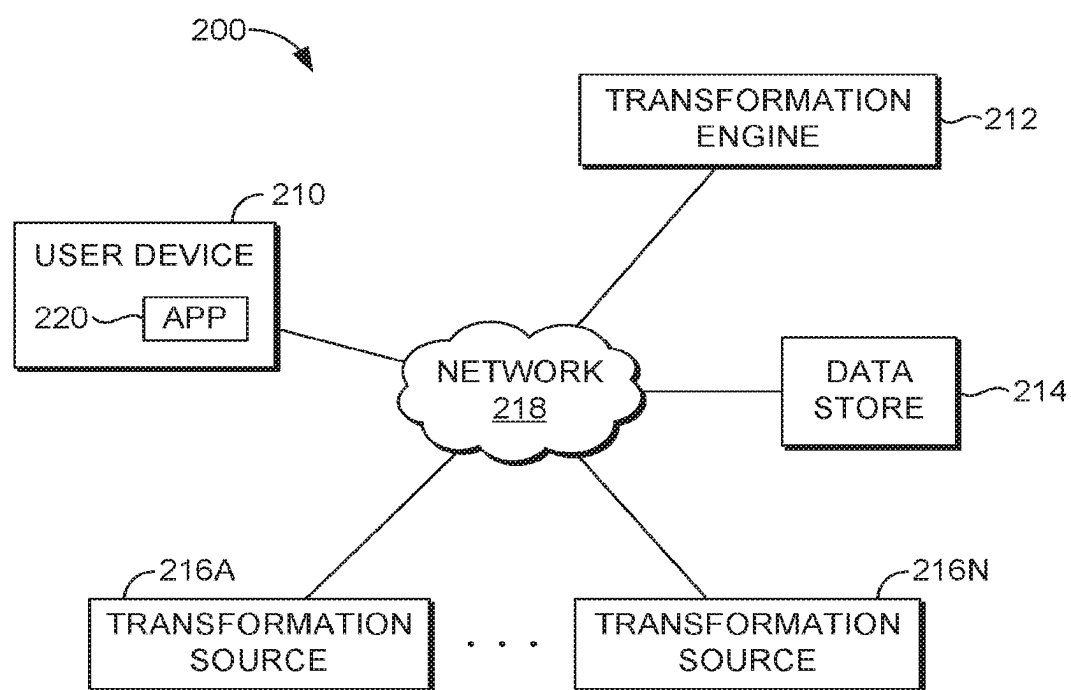 200
TRANSFORMATION
ENGINE
212
210
USER DEVICE
220
APP
NETWORK
218
DATA
STORE
214
216A
TRANSFORMATION
SOURCE
. . .
216N
TRANSFORMATION
SOURCE